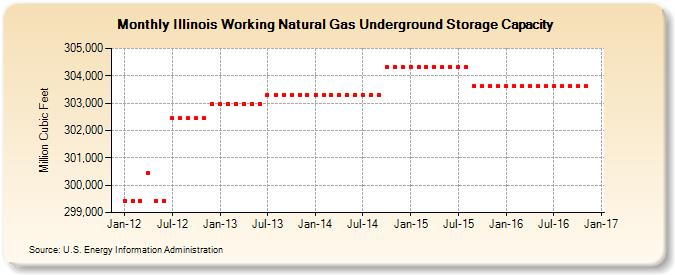 Monthly Illinois Working Natural Gas Underground Storage Capacity
Million Cubic Feet
305,000
304,000
303,000
302,000
301,000
300,000
299,000
Jan-12 Jul-12 Jan-13 Jul-13 Jan-14 Jul-14 Jan-15 Jul-15 Jan-16 Jul-16 Jan-17
Source: U.S. Energy Information Administration